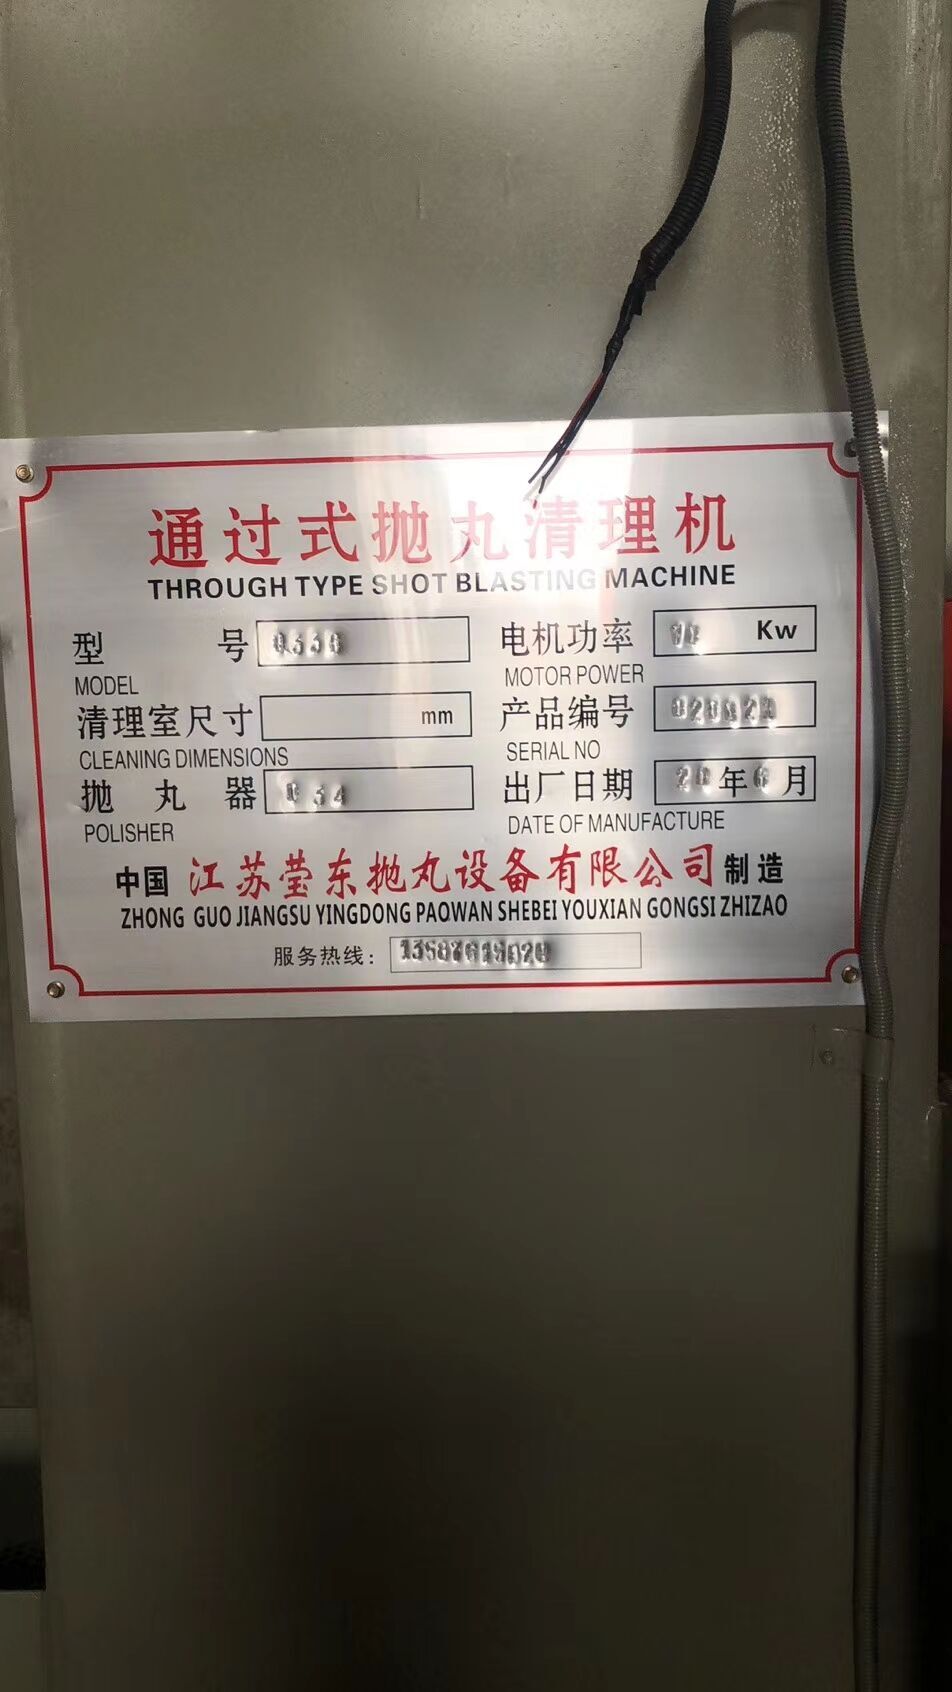 通过式抛丸清理机
THROUGH TYPE SHOT BLASTING MACHINE
型 号
电机功率 Kw
MODEL
MOTOR POWER
清理室尺寸 mm
产品编号
CLEANING DIMENSIONS
SERIAL NO
抛丸器
出厂日期 20年6月
POLISHER
DATE OF MANUFACTURE
中国 江苏莹东抛丸设备有限公司 制造
ZHONG GUO JIANGSU YINGDONG PAOWAN SHEBEI YOUXIAN GONGSI ZHIZAO
服务热线: